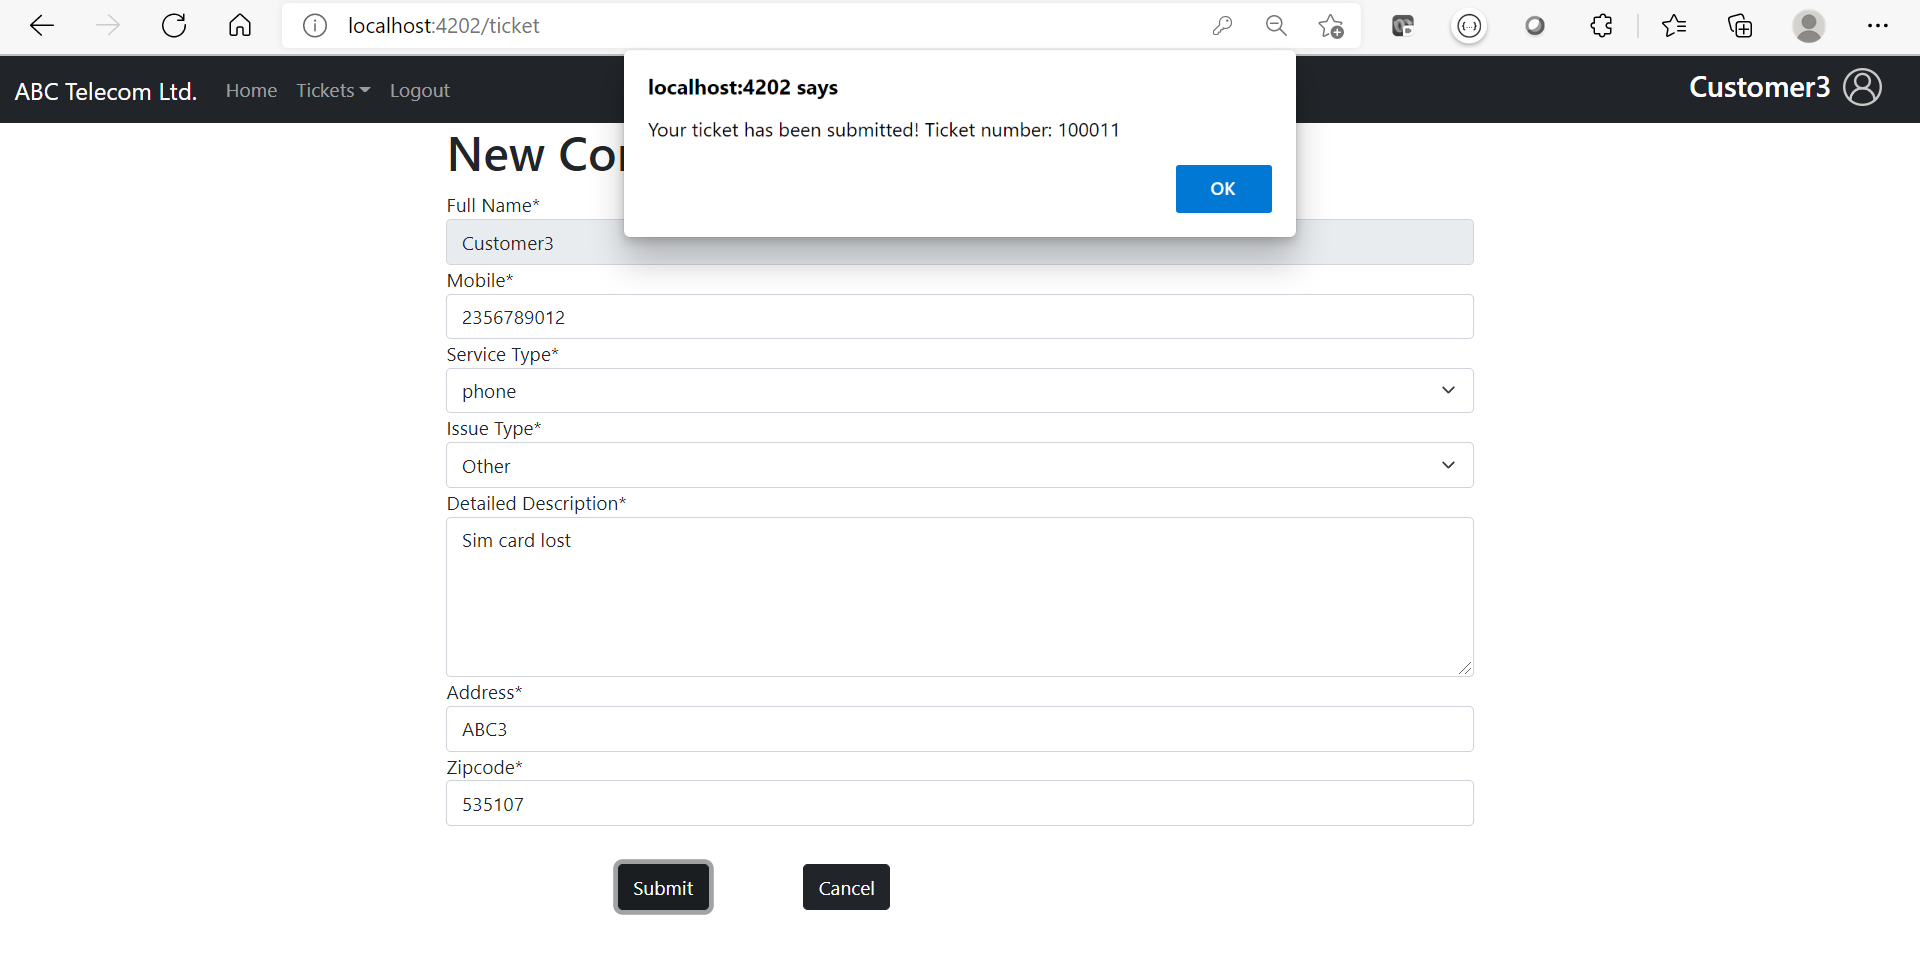 localhost:4202/ticket
ABC Telecom Ltd. Home Tickets Logout
Customer3
localhost:4202 says
Your ticket has been submitted! Ticket number: 100011
OK
New
Full Name*
Customer3
Mobile*
2356789012
Service Type*
phone
Issue Type*
Other
Detailed Description*
Sim card lost
Address*
ABC3
Zipcode*
535107
Submit Cancel